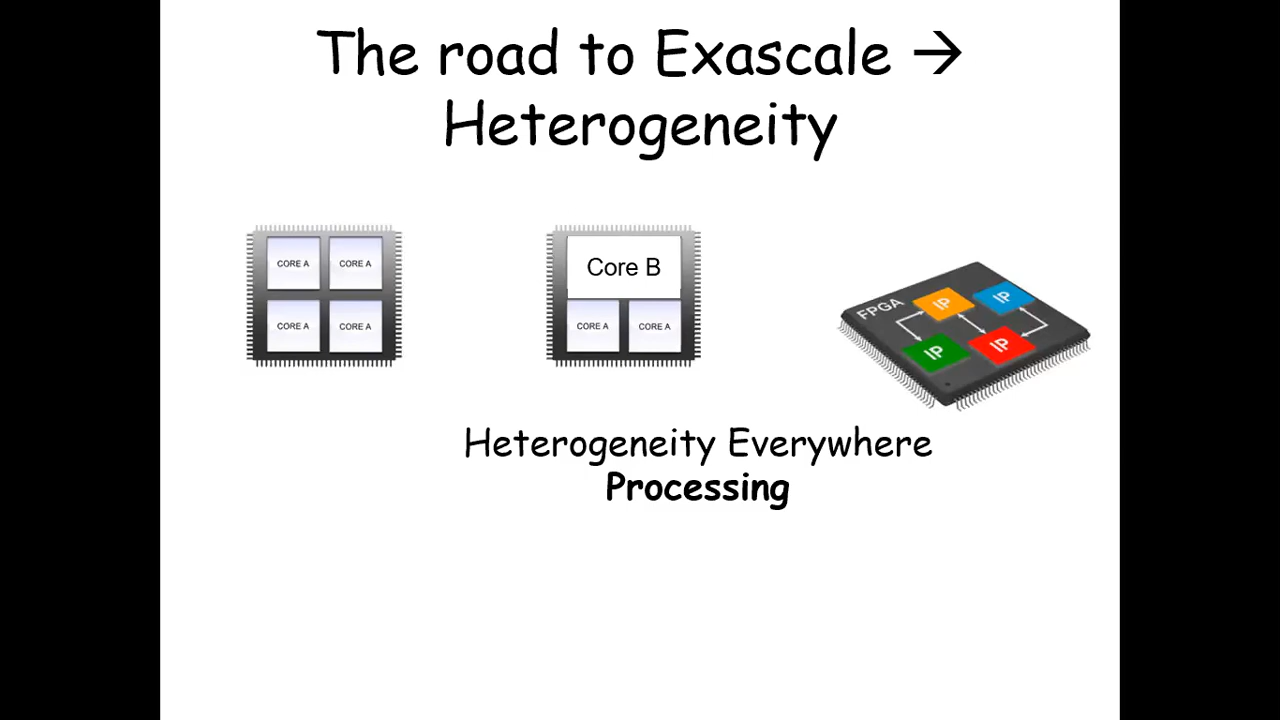 The road to Exascale →
Heterogeneity
CORE A CORE A
CORE A CORE A
Core B
CORE A CORE A
FPGA
IP IP
IP IP
Heterogeneity Everywhere
Processing